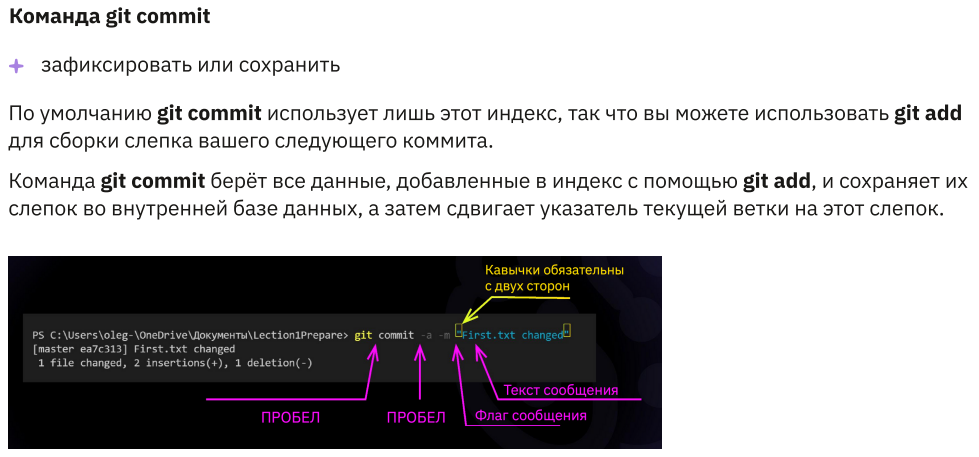 Команда git commit
зафиксировать или сохранить
По умолчанию git commit использует лишь этот индекс, так что вы можете использовать git add
для сборки слепка вашего следующего коммита.
Команда git commit берёт все данные, добавленные в индекс с помощью git add, и сохраняет их
слепок во внутренней базе данных, а затем сдвигает указатель текущей ветки на этот слепок.
Кавычки обязательны
с двух сторон
PS C:\Users\oleg-\OneDrive\Документы\Lection1Prepare> git commit -a -m "First.txt changed"
[master ea7c313] First.txt changed
1 file changed, 2 insertions(+), 1 deletion(-)
Текст сообщения
ПРОБЕЛ ПРОБЕЛ Флаг сообщения